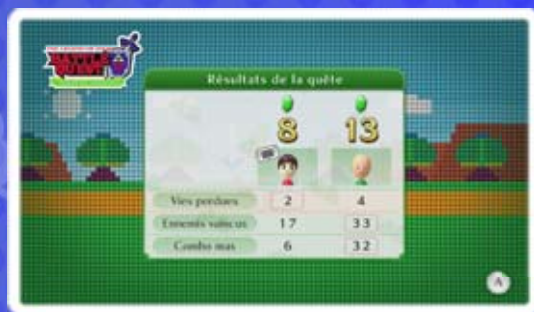 BATTLE
QUEST
Résultats de la quête
8 13
Vies perdues 2 4
Ennemis vaincus 17 33
Combo max 6 32
A